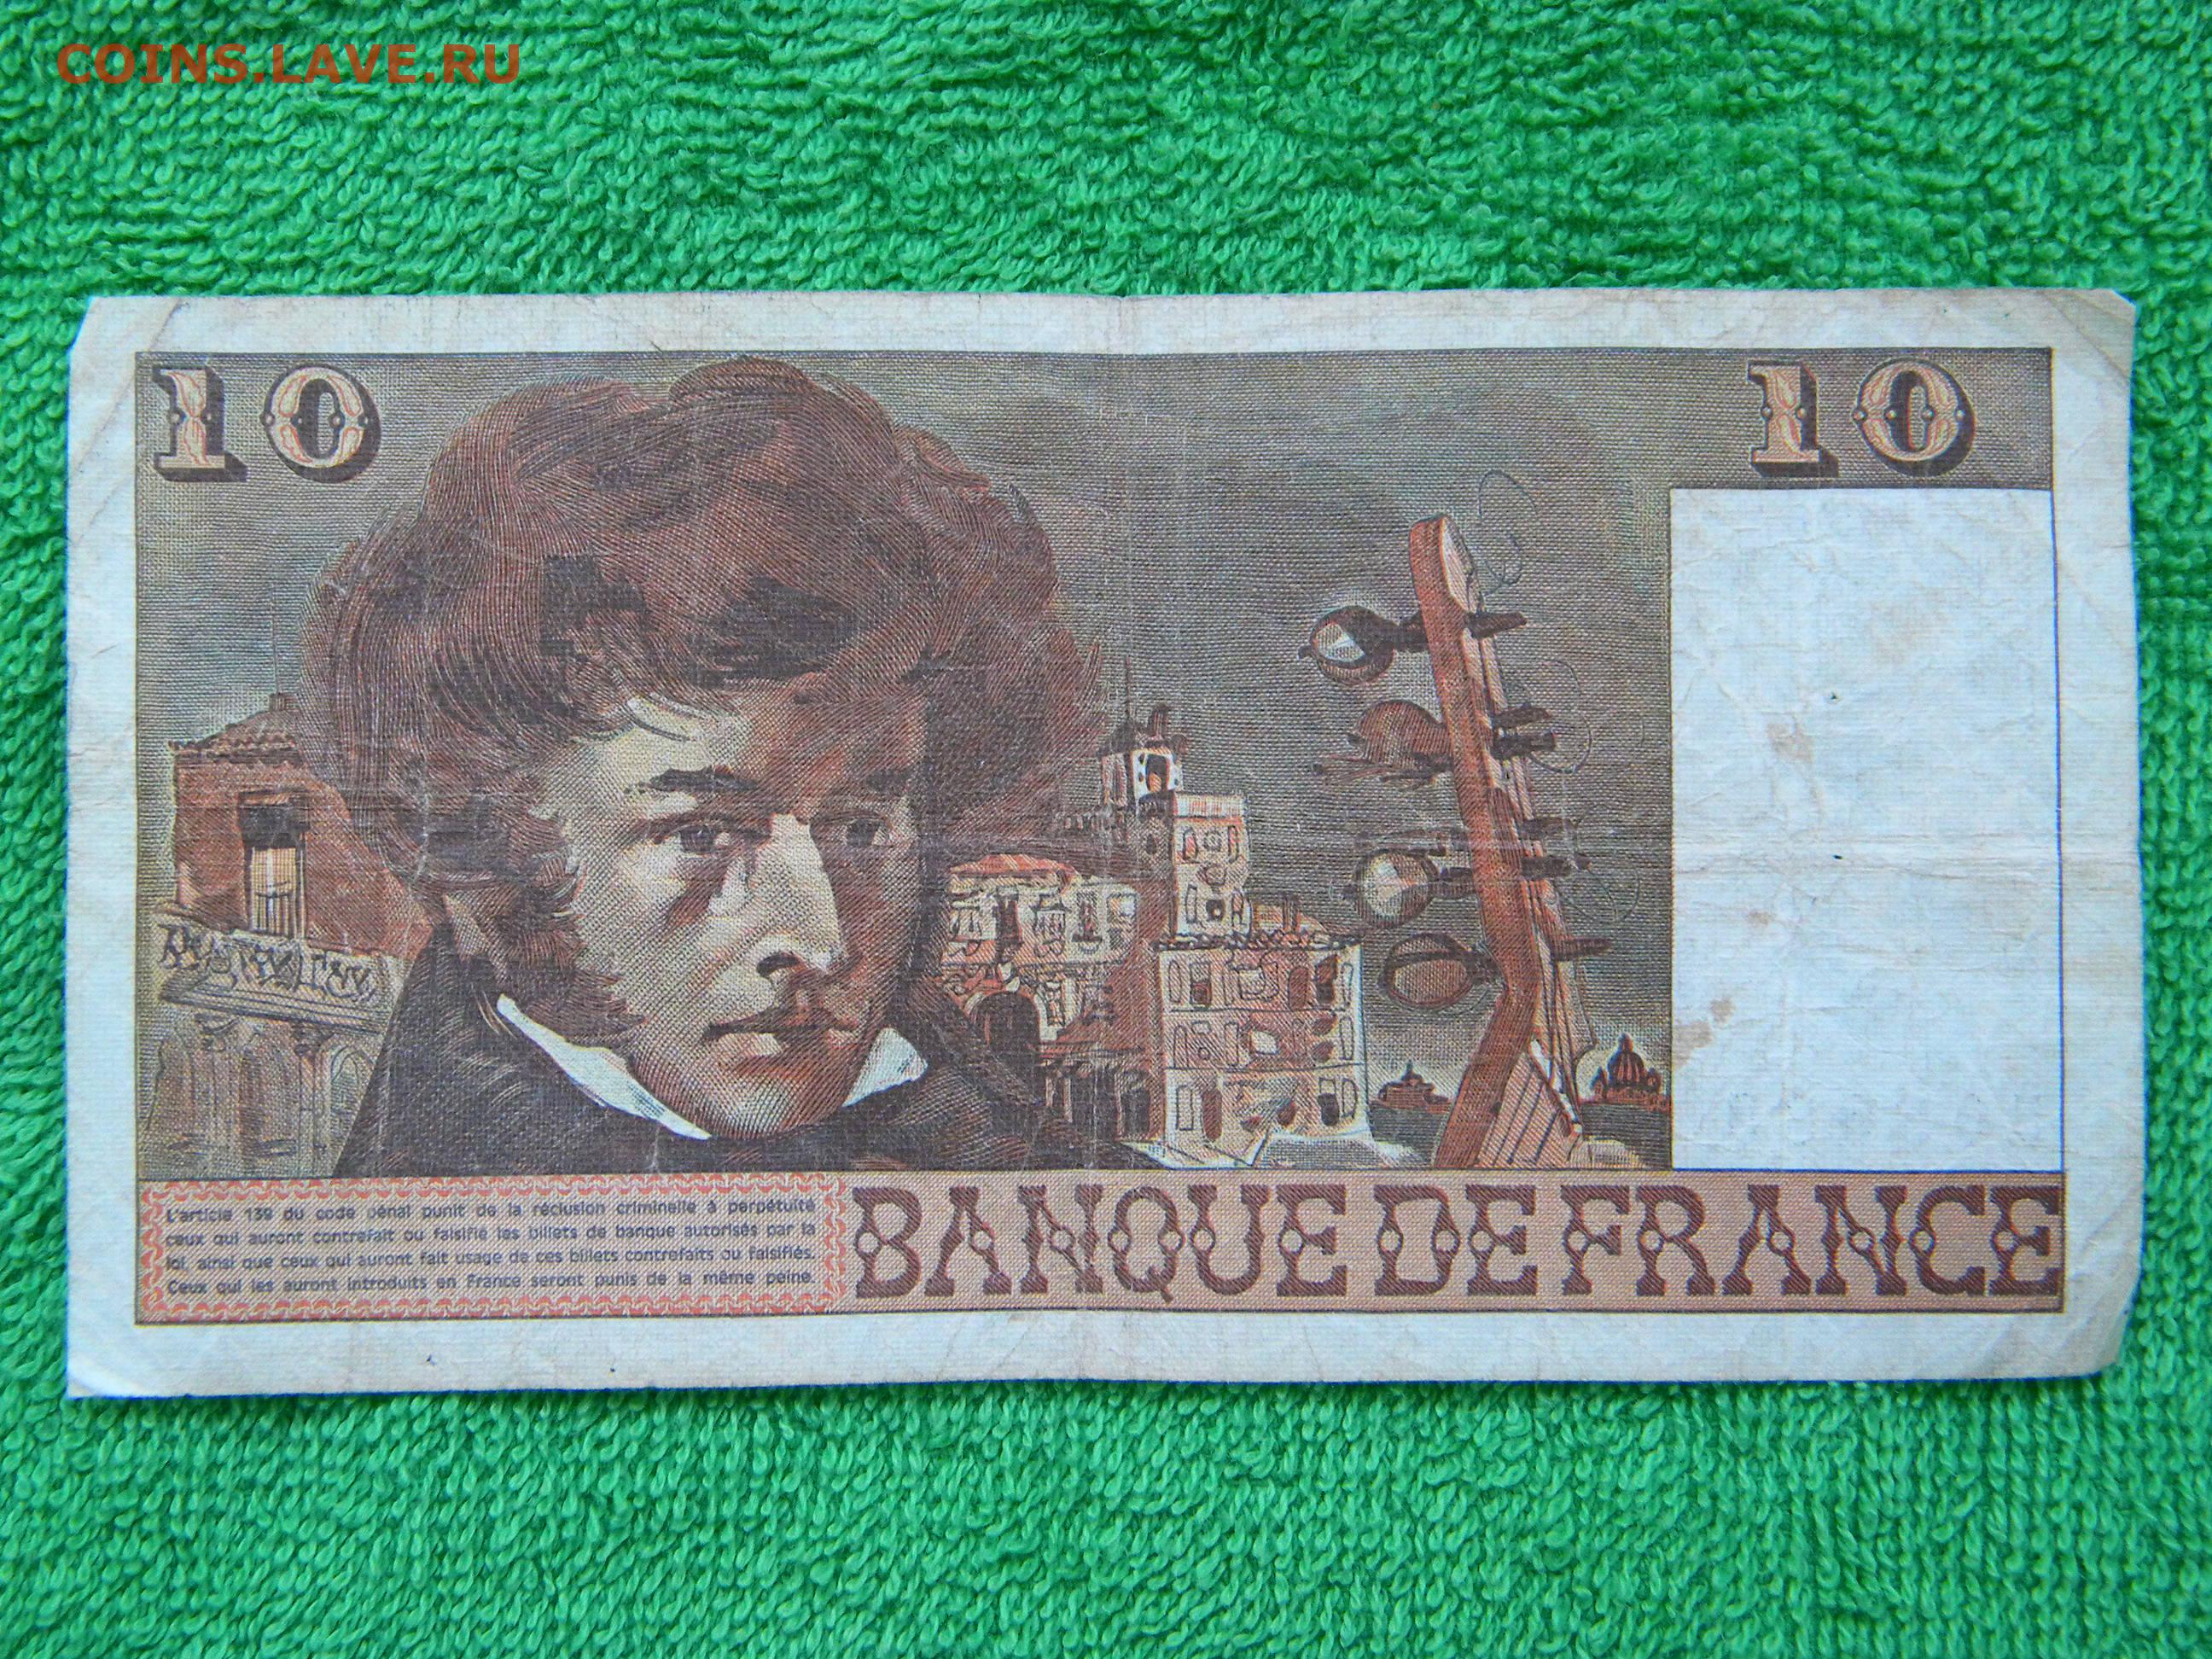 COINS.LAVE.RU
10 10
L'article 139 du code pénal punit de la réclusion criminelle à perpétuité
ceux qui auront contrefait ou falsifié les billets de banque autorisés par la
loi, ainsi que ceux qui auront fait usage de ces billets contrefaits ou falsifiés.
Ceux qui les auront introduits en France seront punis de la même peine.
BANQUE DE FRANCE